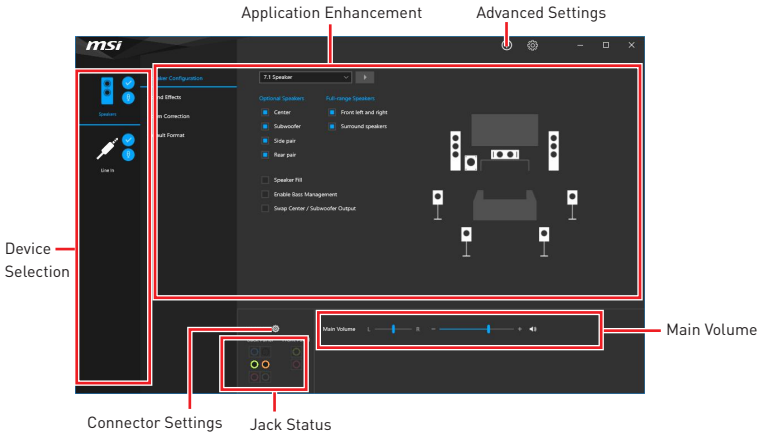 Application Enhancement
Advanced Settings
msi
Speakers
Line In
aker Configuration
nd Effects
m Correction
ault Format
7.1 Speaker
Optional Speakers
Full-range Speakers
Center
Front left and right
Subwoofer
Surround speakers
Side pair
Rear pair
Speaker Fill
Enable Bass Management
Swap Center / Subwoofer Output
Device
Selection
Main Volume L R - +
Main Volume
Connector Settings
Jack Status